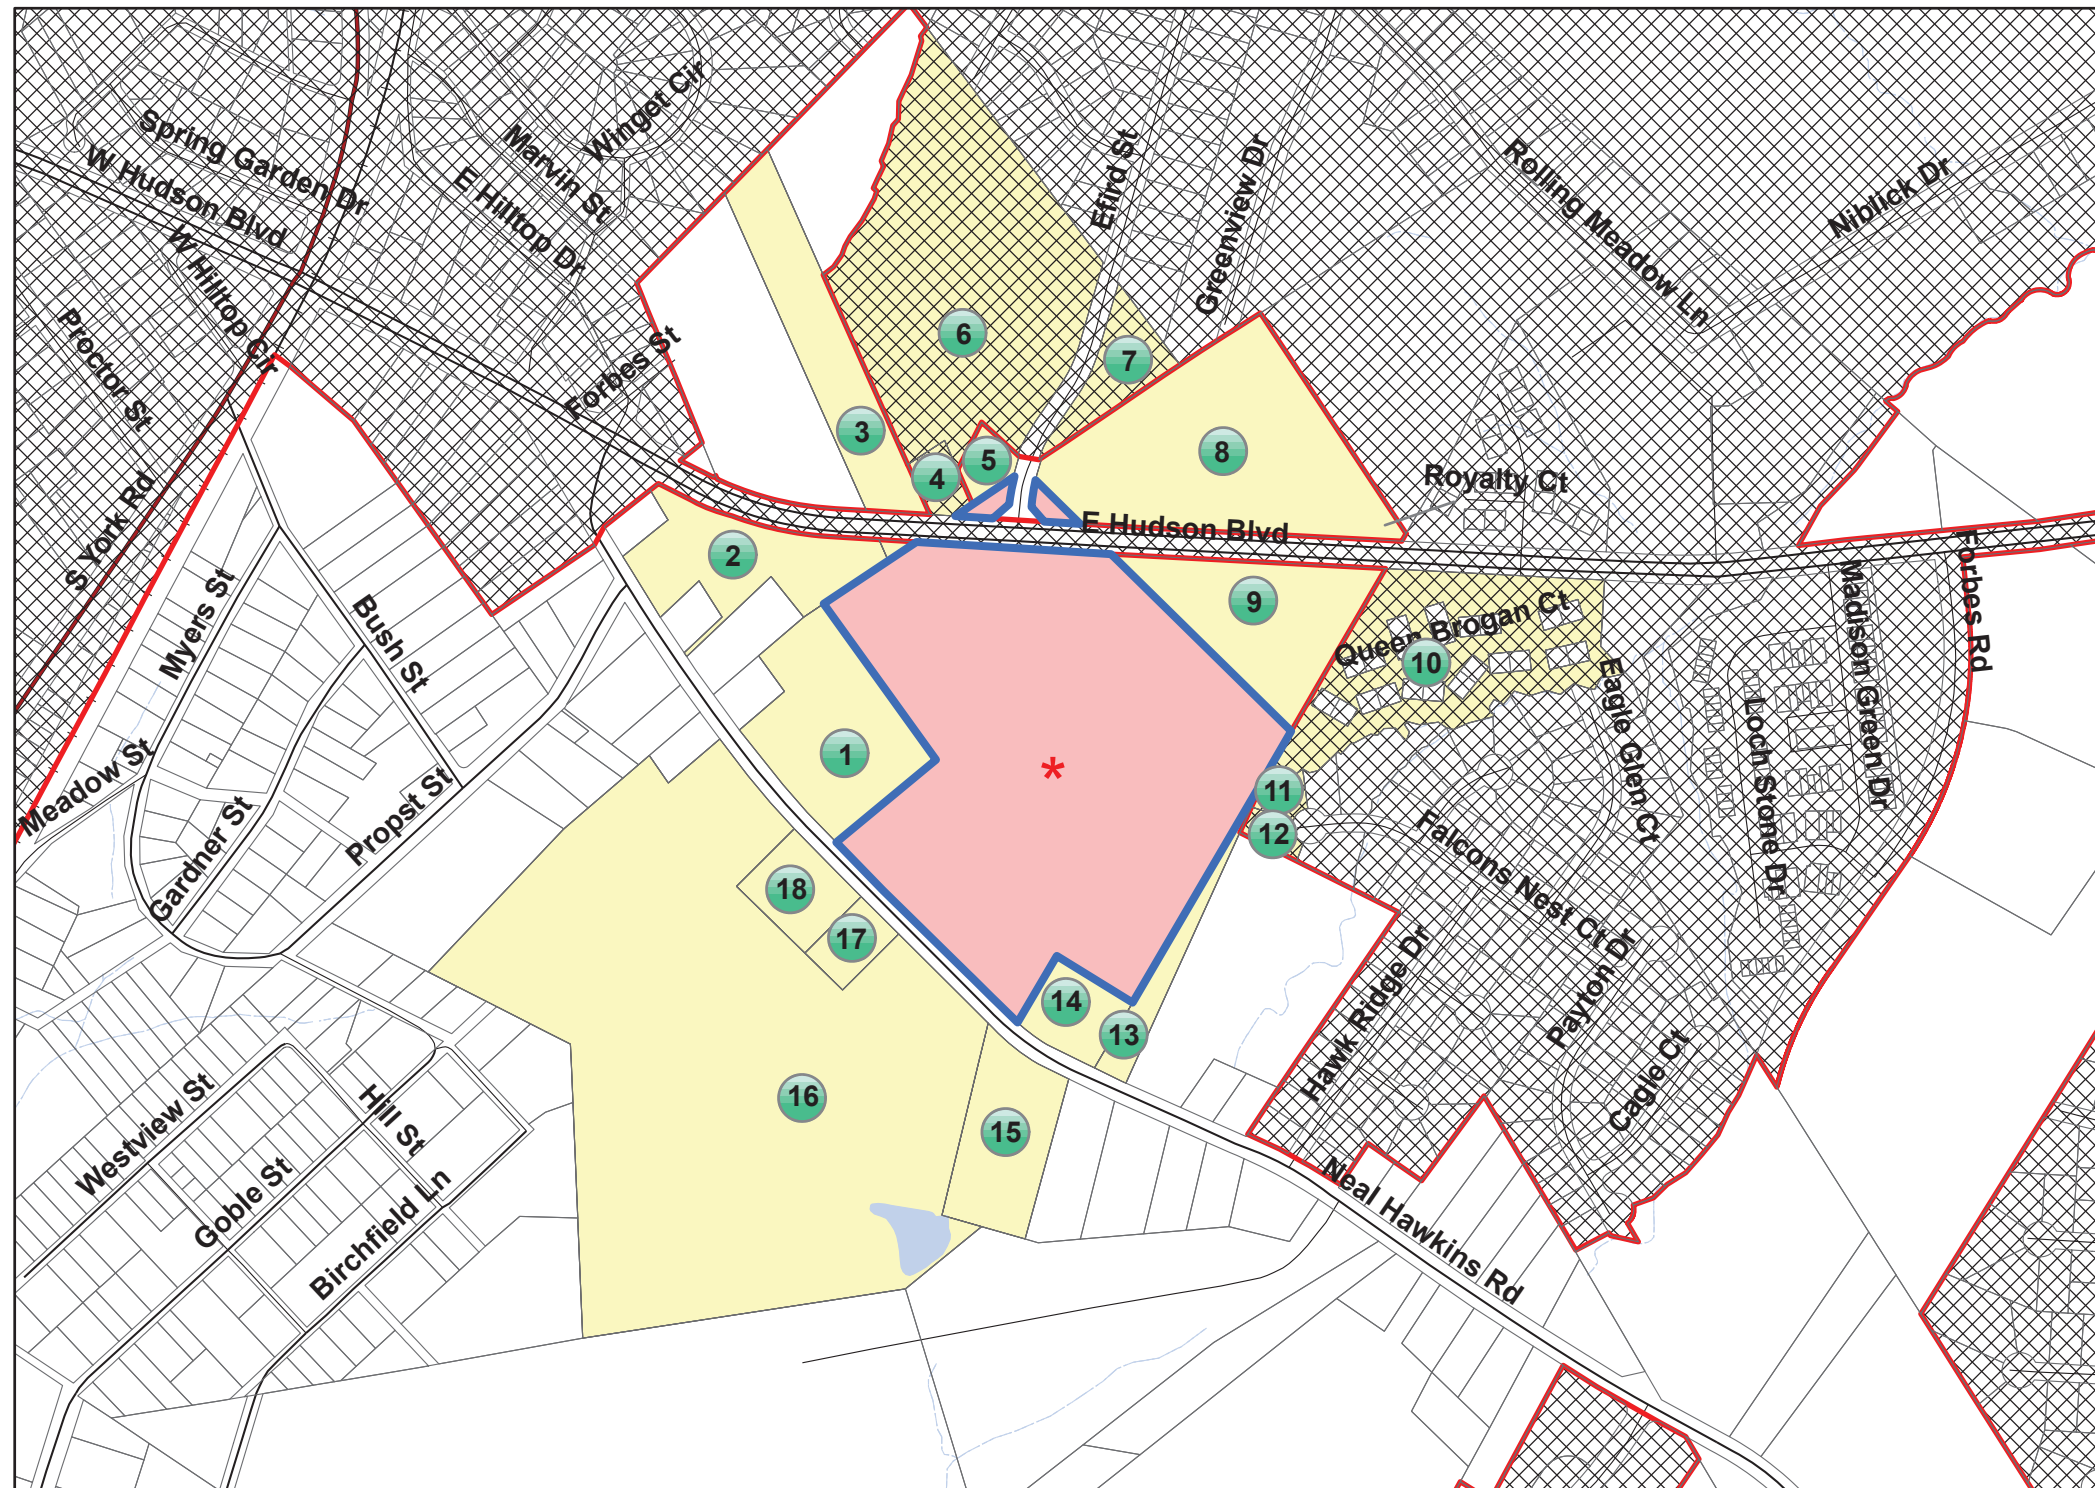 Spring Garden Dr
W Hudson Blvd
W Hilltop Cir
Proctor St
S York Rd
Winget Cir
Marvin St
E Hilltop Dr
Forbes St
Efird St
Greenview Dr
Rolling Meadow Ln
Niblick Dr
6
7
3
8
5
4
Royalty Ct
E Hudson Blvd
2
9
Queen Brogan Ct
10
Forbes Rd
Madison Green Dr
Eagle Glen Ct
Loch Stone Dr
Myers St
Bush St
Meadow St
Gardner St
Propst St
1
*
11
12
Falcons Nest Ct
18
17
14
13
Hawk Ridge Dr
Payton Dr
Cagle Ct
16
15
Westview St
Hill St
Goble St
Birchfield Ln
Neal Hawkins Rd